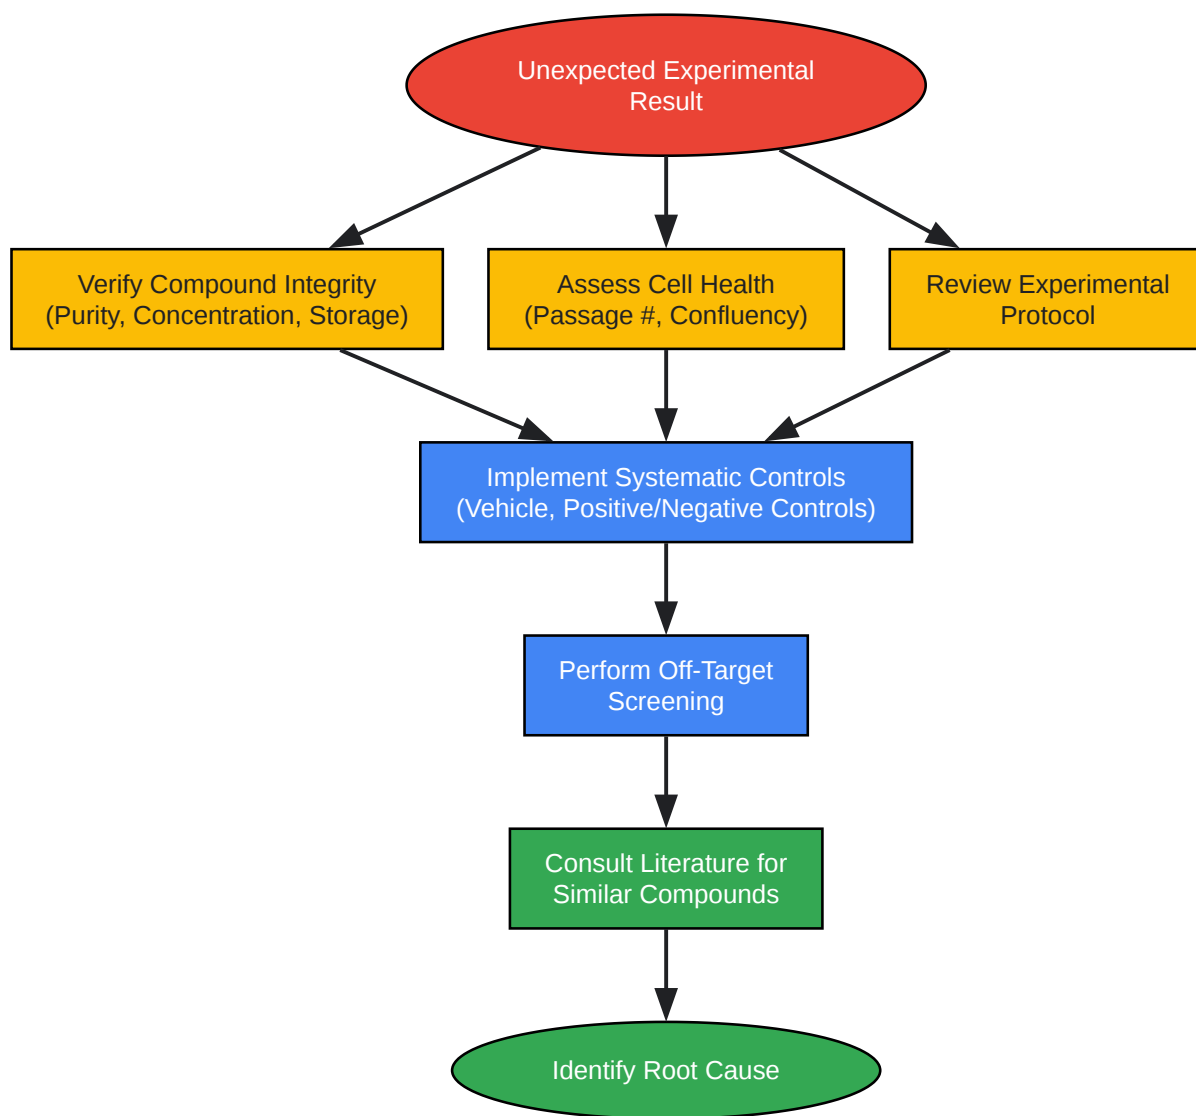 Unexpected Experimental
Result
Verify Compound Integrity
(Purity, Concentration, Storage)
Assess Cell Health
(Passage #, Confluency)
Review Experimental
Protocol
Implement Systematic Controls
(Vehicle, Positive/Negative Controls)
Perform Off-Target
Screening
Consult Literature for
Similar Compounds
Identify Root Cause